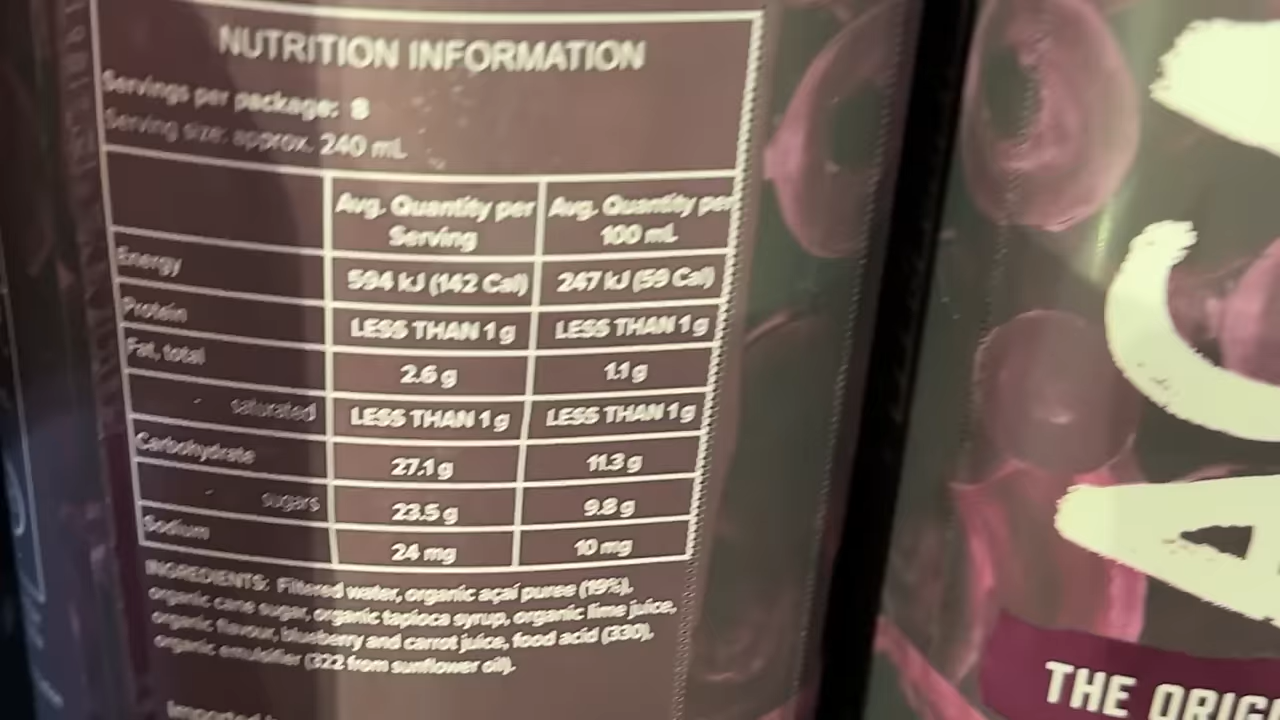 NUTRITION INFORMATION
Servings per package: 8
Serving size: approx. 240 mL
Avg. Quantity per Serving
Avg. Quantity per 100 mL
Energy 594 kJ (142 Cal) 247 kJ (59 Cal)
Protein LESS THAN 1 g LESS THAN 1 g
Fat, total 2.6 g 1.1 g
- saturated LESS THAN 1 g LESS THAN 1 g
Carbohydrate 27.1 g 11.3 g
- sugars 23.5 g 9.8 g
Sodium 24 mg 10 mg
INGREDIENTS: Filtered water, organic açaí puree (19%),
organic cane sugar, organic tapioca syrup, organic lime juice,
organic flavour, blueberry and carrot juice, food acid (330),
organic emulsifier (322 from sunflower oil).
Imported
THE ORIG